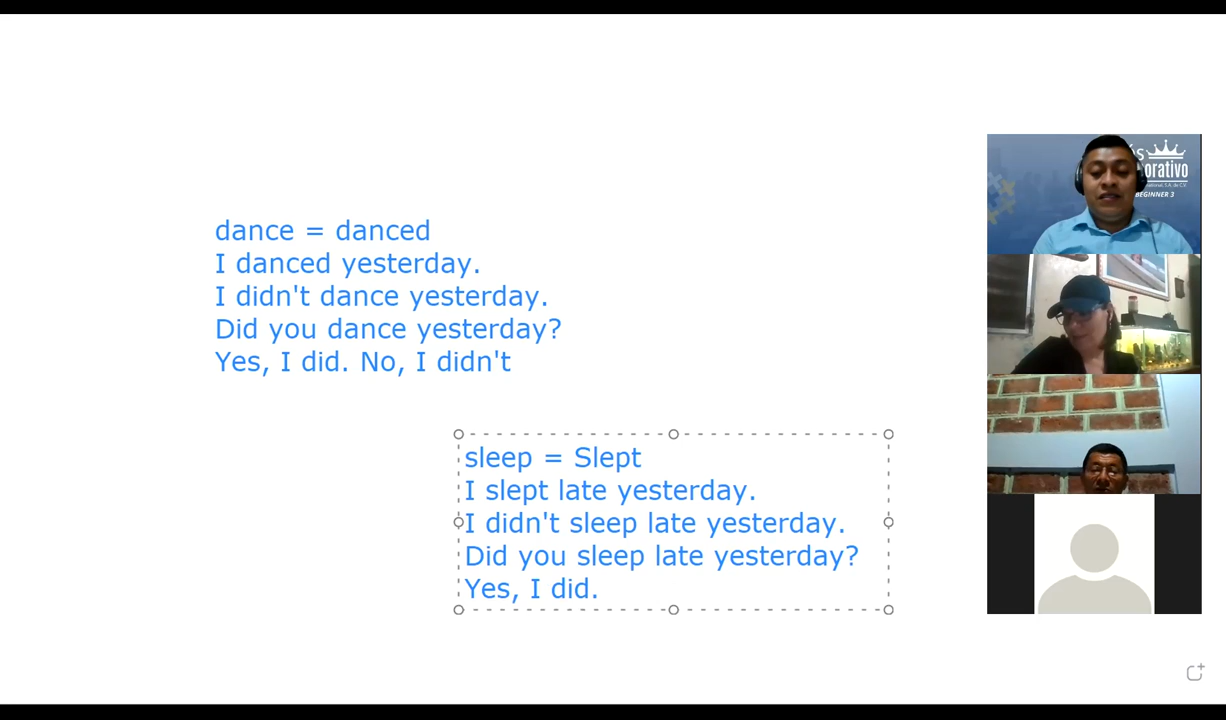 dance = danced
I danced yesterday.
I didn't dance yesterday.
Did you dance yesterday?
Yes, I did. No, I didn't
sleep = Slept
I slept late yesterday.
I didn't sleep late yesterday.
Did you sleep late yesterday?
Yes, I did.
BEGINNER 3